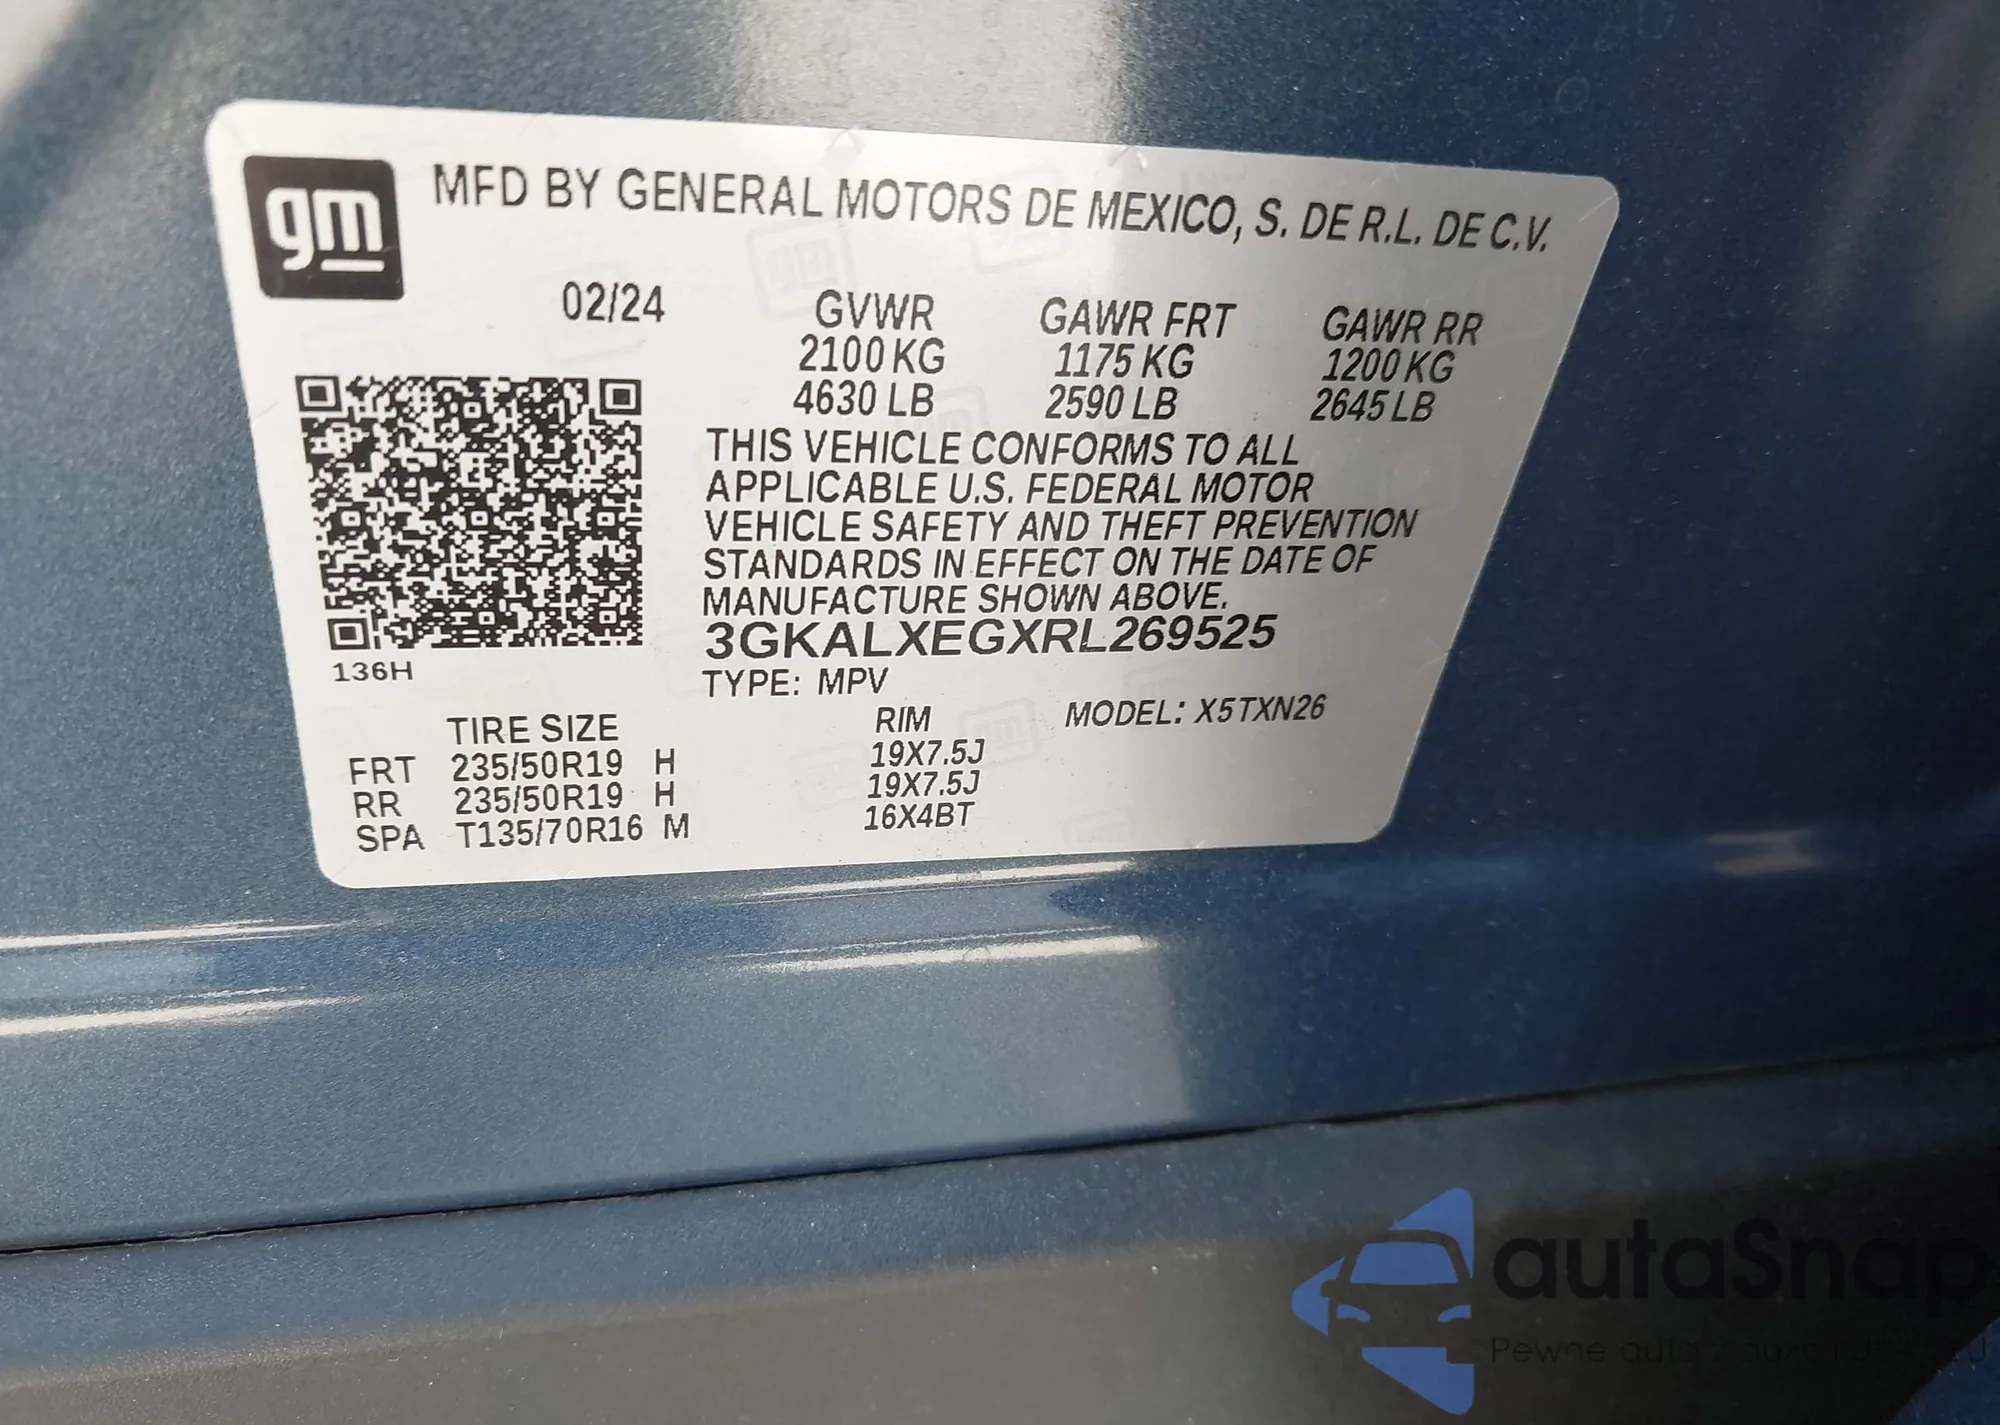 gm
MFD BY GENERAL MOTORS DE MEXICO, S. DE R.L. DE C.V.
02/24
GVWR GAWR FRT GAWR RR
2100 KG 1175 KG 1200 KG
4630 LB 2590 LB 2645 LB
THIS VEHICLE CONFORMS TO ALL
APPLICABLE U.S. FEDERAL MOTOR
VEHICLE SAFETY AND THEFT PREVENTION
STANDARDS IN EFFECT ON THE DATE OF
MANUFACTURE SHOWN ABOVE.
3GKALXEGXRL269525
136H
TYPE: MPV
MODEL: X5TXN26
TIRE SIZE RIM
FRT 235/50R19 H 19X7.5J
RR 235/50R19 H 19X7.5J
SPA T135/70R16 M 16X4BT
autaSnap
Pewne auta